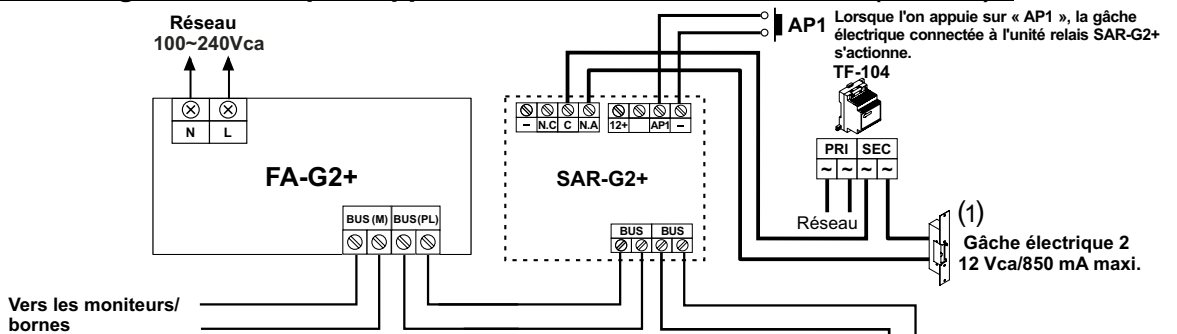 Réseau
100~240Vca
N L
FA-G2+
BUS(M) BUS(PL)
Vers les moniteurs/
bornes
– N.C C N.A 12+ AP1 –
SAR-G2+
BUS BUS
AP1
Lorsque l'on appuie sur « AP1 », la gâche
électrique connectée à l'unité relais SAR-G2+
s'actionne.
TF-104
PRI SEC
~ ~ ~ ~
Réseau
(1)
Gâche électrique 2
12 Vca/850 mA maxi.